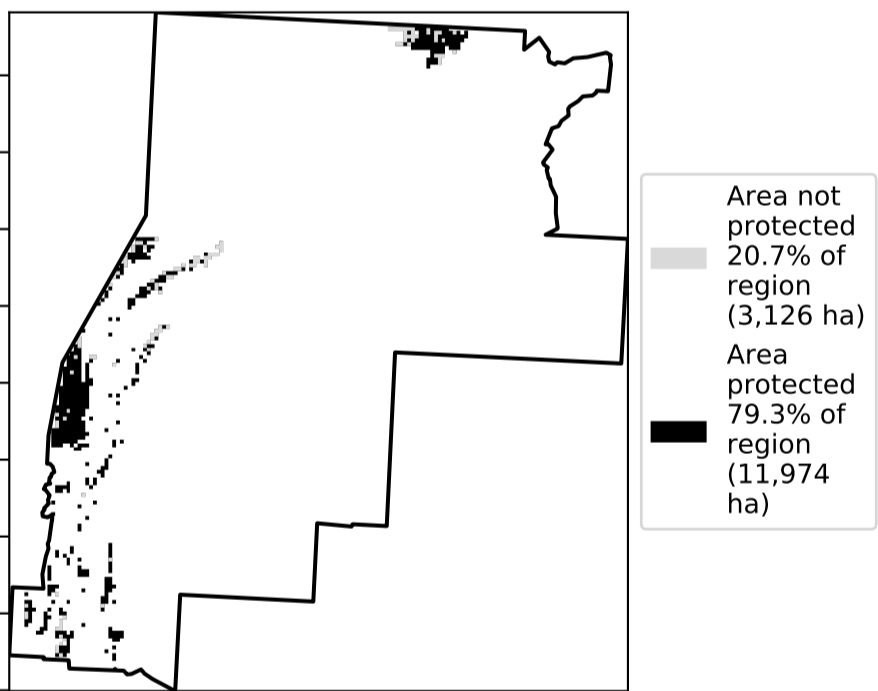 Area not
protected
20.7% of
region
(3,126 ha)
Area
protected
79.3% of
region
(11,974
ha)